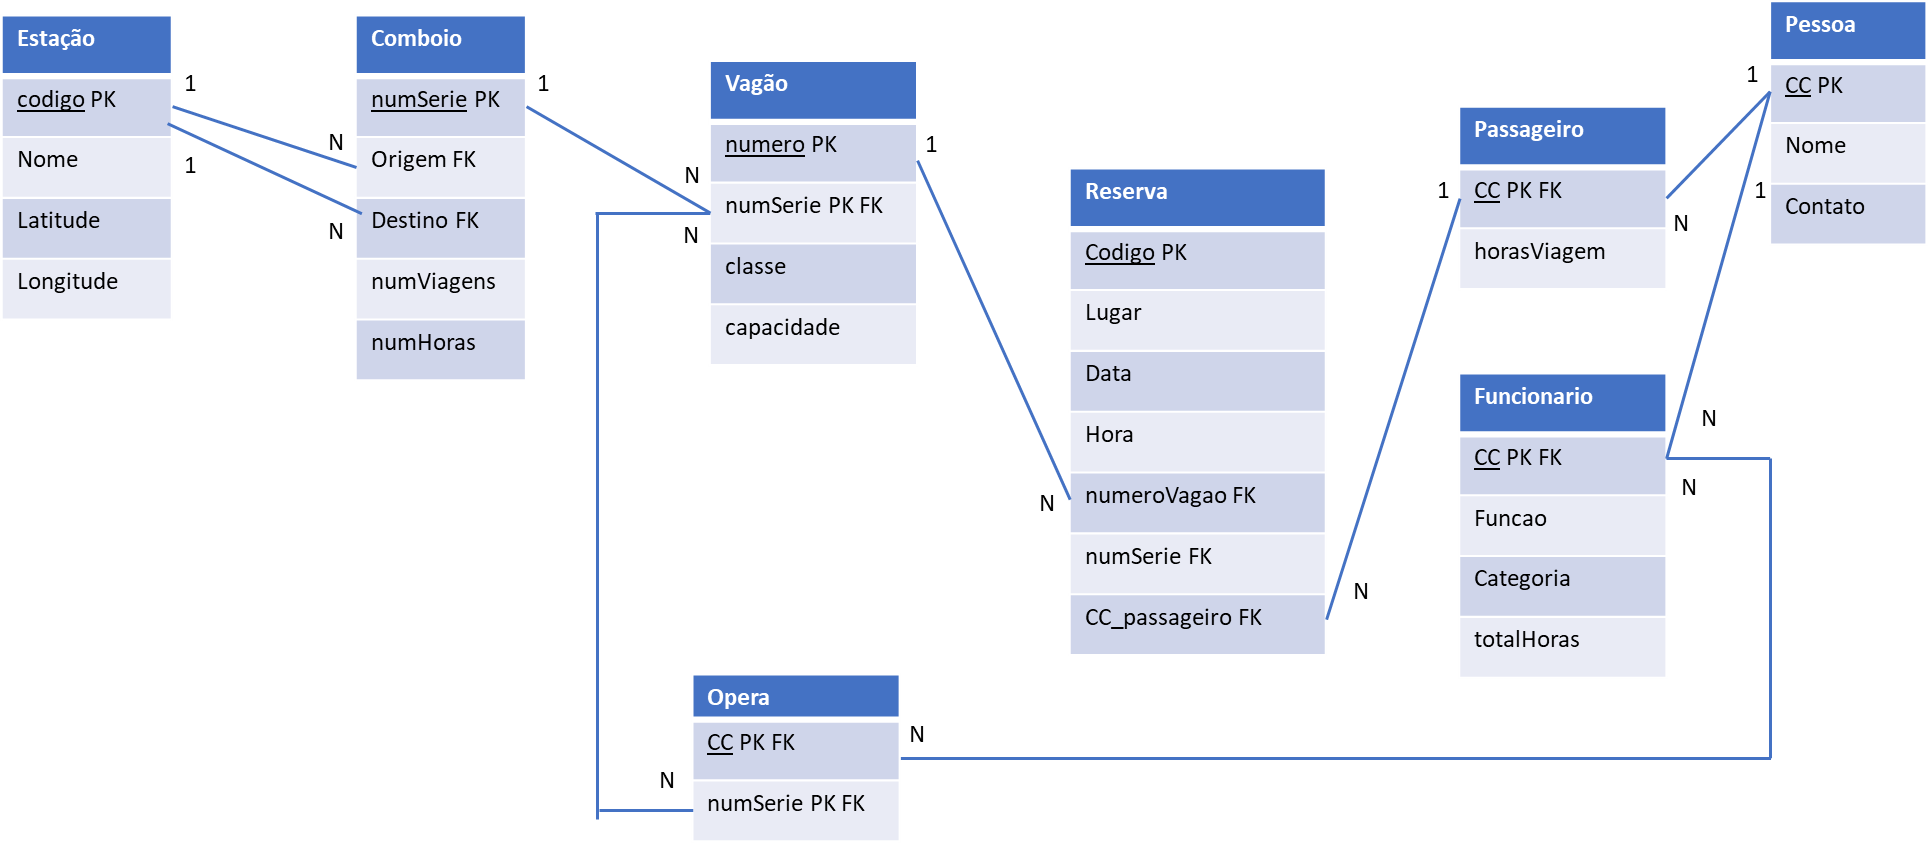 Estação
codigo PK
Nome
Latitude
Longitude
1
1
N
N
Comboio
numSerie PK
Origem FK
Destino FK
numViagens
numHoras
1
N
N
Vagão
numero PK
numSerie PK FK
classe
capacidade
1
N
Reserva
Codigo PK
Lugar
Data
Hora
numeroVagao FK
numSerie FK
CC_passageiro FK
1
N
Passageiro
CC PK FK
horasViagem
1
N
1
Pessoa
CC PK
Nome
Contato
Funcionario
CC PK FK
Funcao
Categoria
totalHoras
N
N
Opera
CC PK FK
numSerie PK FK
N
N